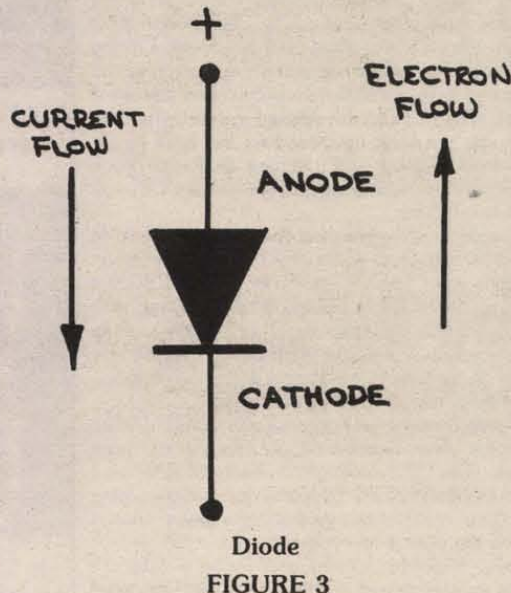 +
ELECTRON
FLOW
CURRENT
FLOW
ANODE
CATHODE
Diode
FIGURE 3